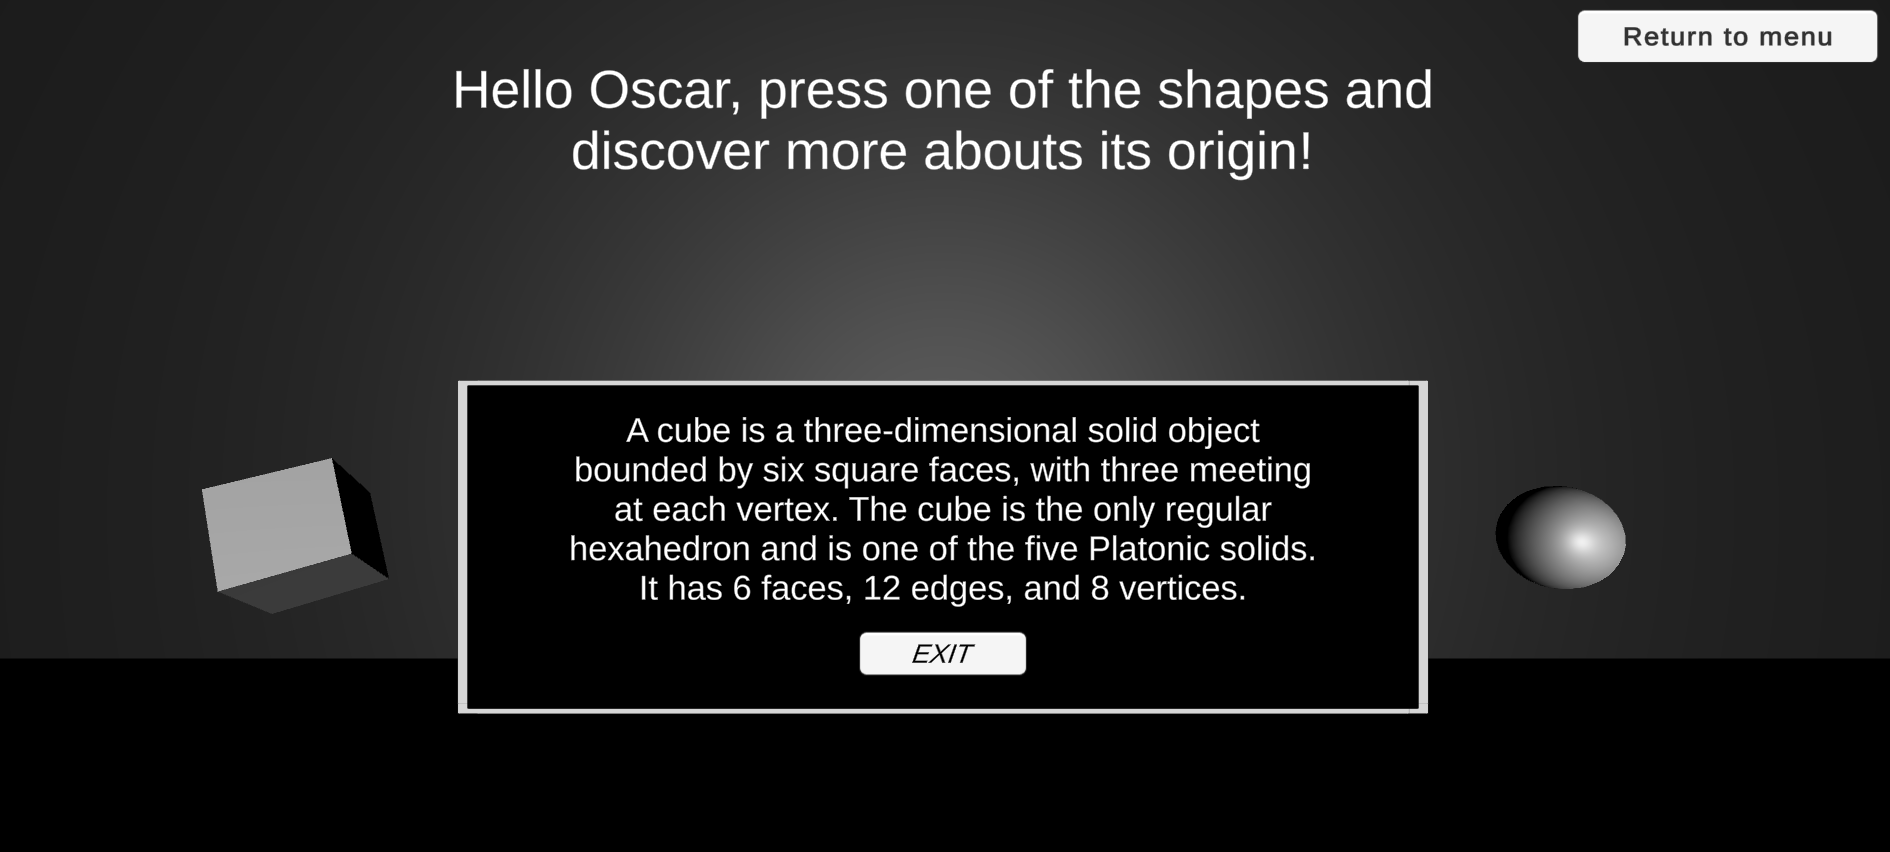 Return to menu
Hello Oscar, press one of the shapes and
discover more abouts its origin!
A cube is a three-dimensional solid object
bounded by six square faces, with three meeting
at each vertex. The cube is the only regular
hexahedron and is one of the five Platonic solids.
It has 6 faces, 12 edges, and 8 vertices.
EXIT